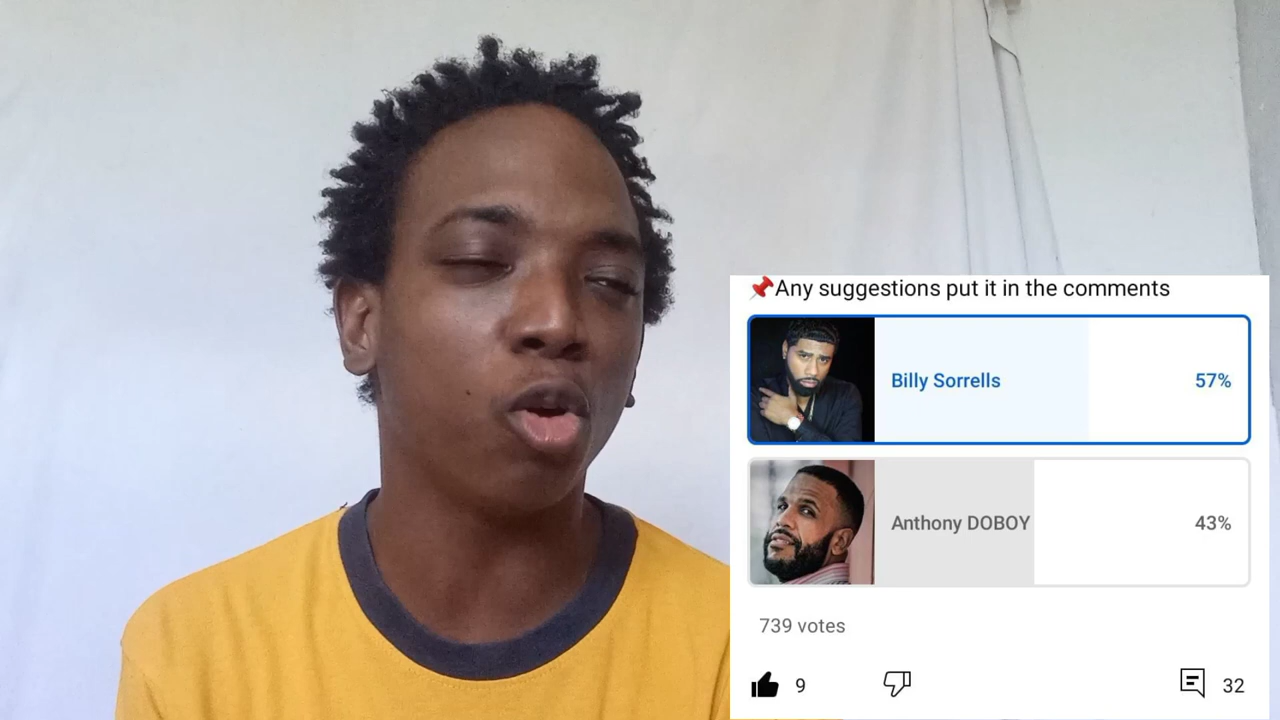 📌Any suggestions put it in the comments
Billy Sorrells 57%
Anthony DOBOY 43%
739 votes
9 32